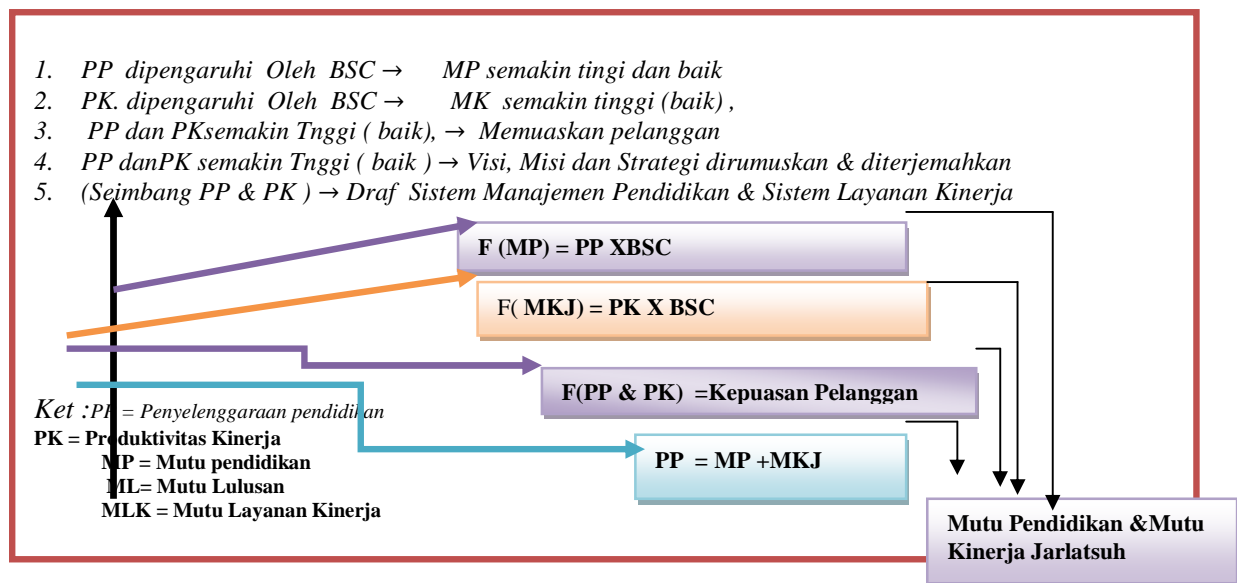 1. PP dipengaruhi Oleh BSC → MP semakin tingi dan baik
2. PK. dipengaruhi Oleh BSC → MK semakin tinggi (baik) ,
3. PP dan PKsemakin Tnggi ( baik), → Memuaskan pelanggan
4. PP danPK semakin Tnggi ( baik ) → Visi, Misi dan Strategi dirumuskan & diterjemahkan
5. (Seimbang PP & PK ) → Draf Sistem Manajemen Pendidikan & Sistem Layanan Kinerja
F (MP) = PP XBSC
F( MKJ) = PK X BSC
F(PP & PK) =Kepuasan Pelanggan
PP = MP +MKJ
Ket :PP = Penyelenggaraan pendidikan
PK = Produktivitas Kinerja
MP = Mutu pendidikan
ML= Mutu Lulusan
MLK = Mutu Layanan Kinerja
Mutu Pendidikan &Mutu
Kinerja Jarlatsuh